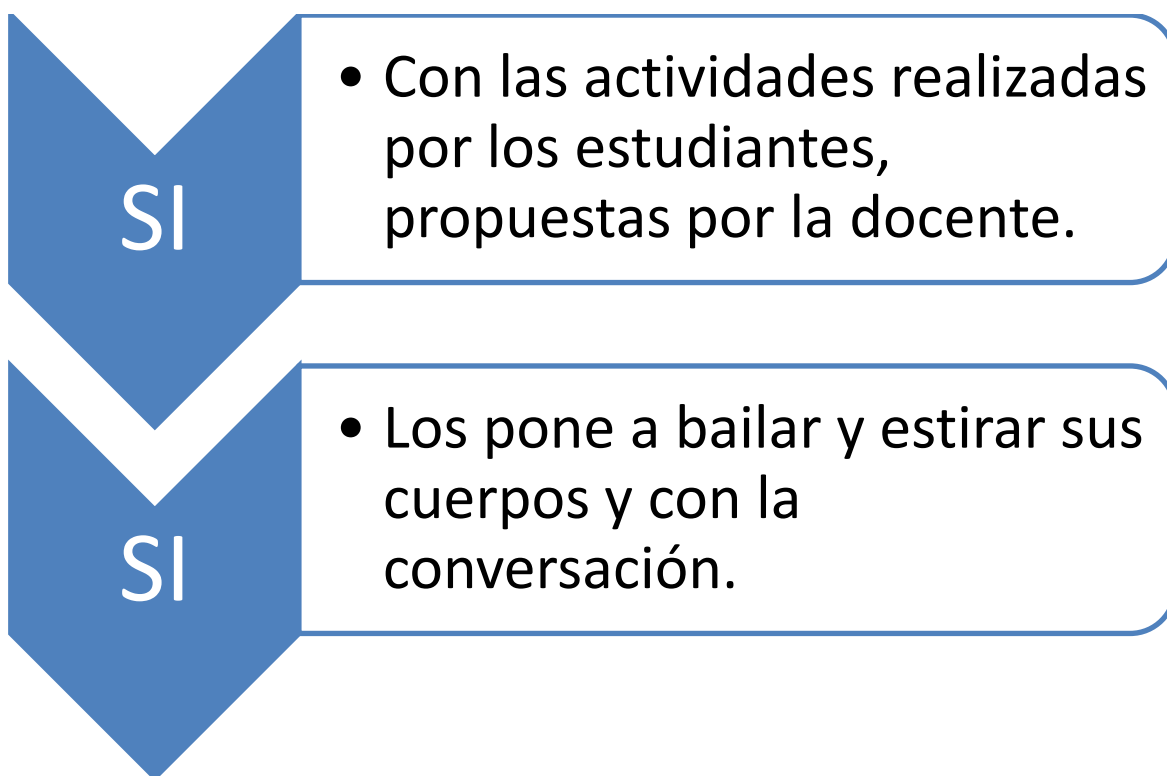 SI
• Con las actividades realizadas
por los estudiantes,
propuestas por la docente.
SI
• Los pone a bailar y estirar sus
cuerpos y con la
conversación.